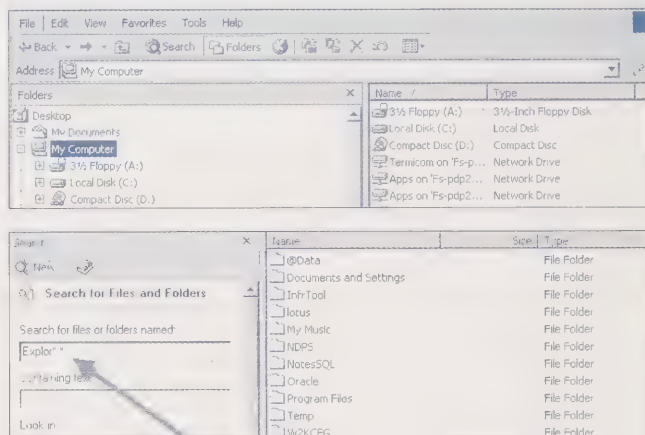 File Edit View Favorites Tools Help
Back Search Folders
Address My Computer
Folders
Desktop
My Documents
My Computer
3½ Floppy (A:)
Local Disk (C:)
Compact Disc (D:)
Name Type
3½ Floppy (A:) 3½-Inch Floppy Disk
Local Disk (C:) Local Disk
Compact Disc (D:) Compact Disc
Termicom on 'Fs-p... Network Drive
Apps on 'Fs-pdp2... Network Drive
Apps on 'Fs-pdp2... Network Drive
Search
New
Search for Files and Folders
Search for files or folders named:
Explor*.*
Containing text
Look in
Name Size Type
@Data File Folder
Documents and Settings File Folder
InfrTool File Folder
lotus File Folder
My Music File Folder
NDPS File Folder
NotesSQL File Folder
Oracle File Folder
Program Files File Folder
Temp File Folder
W2KCFG File Folder